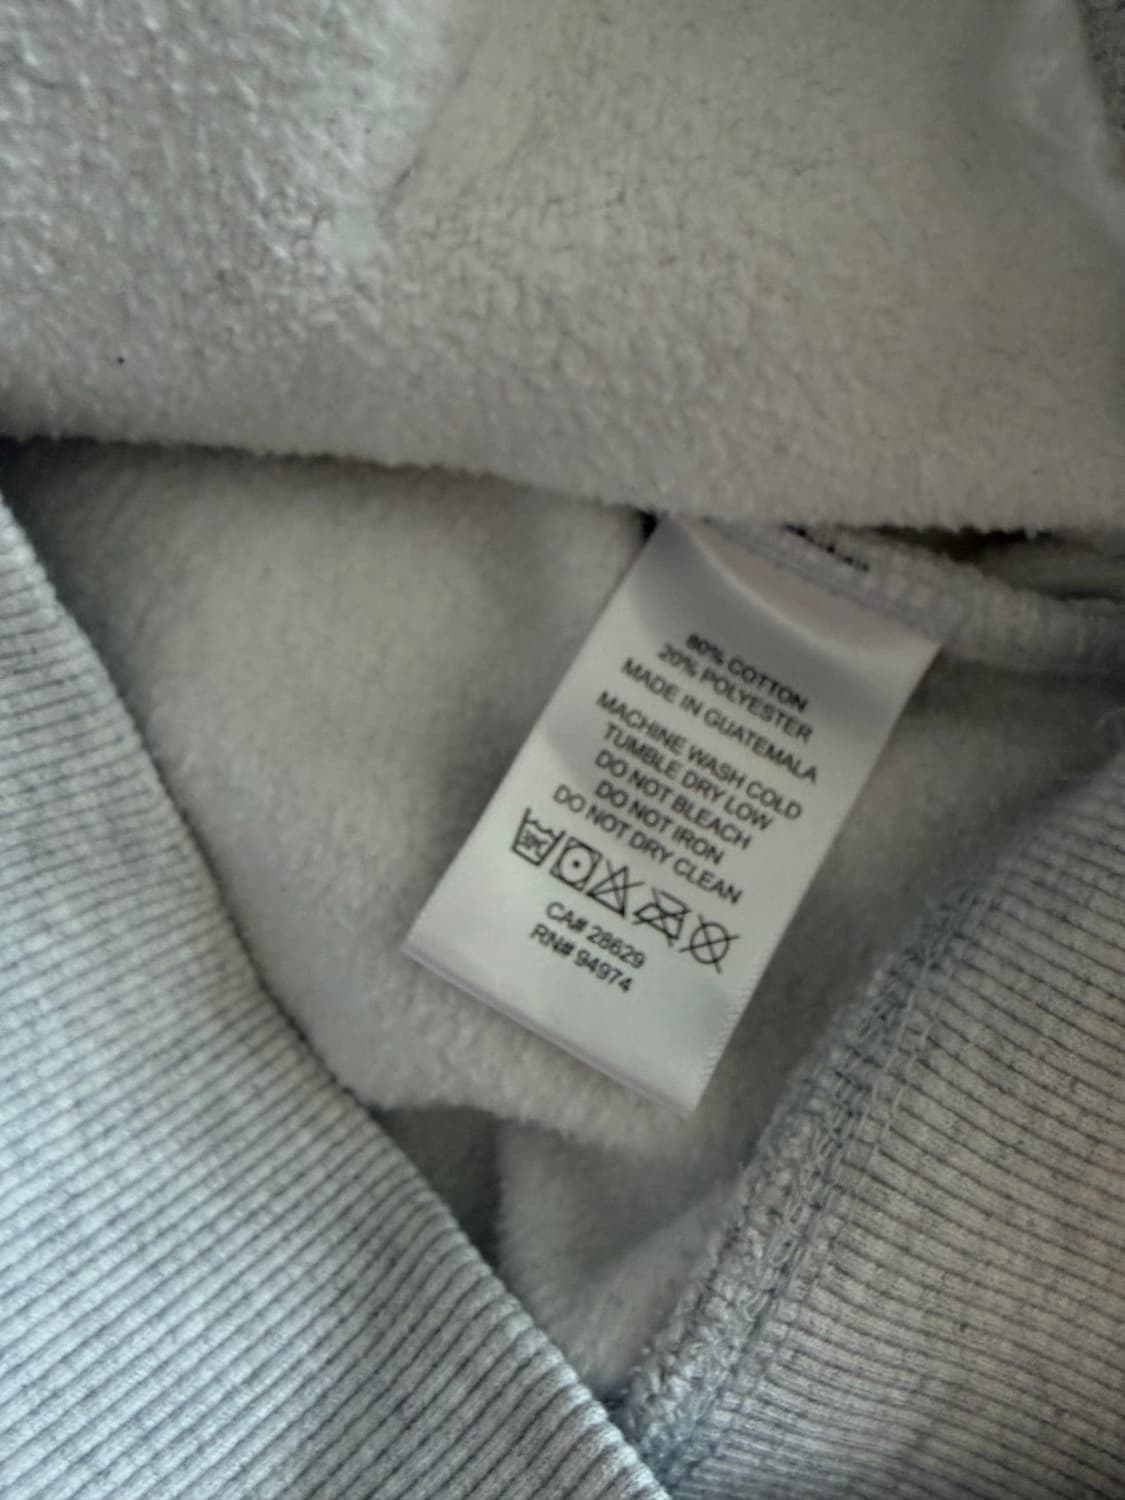 80% COTTON
20% POLYESTER
MADE IN GUATEMALA
MACHINE WASH COLD
TUMBLE DRY LOW
DO NOT BLEACH
DO NOT IRON
DO NOT DRY CLEAN
30°C
CA# 28629
RN# 94974